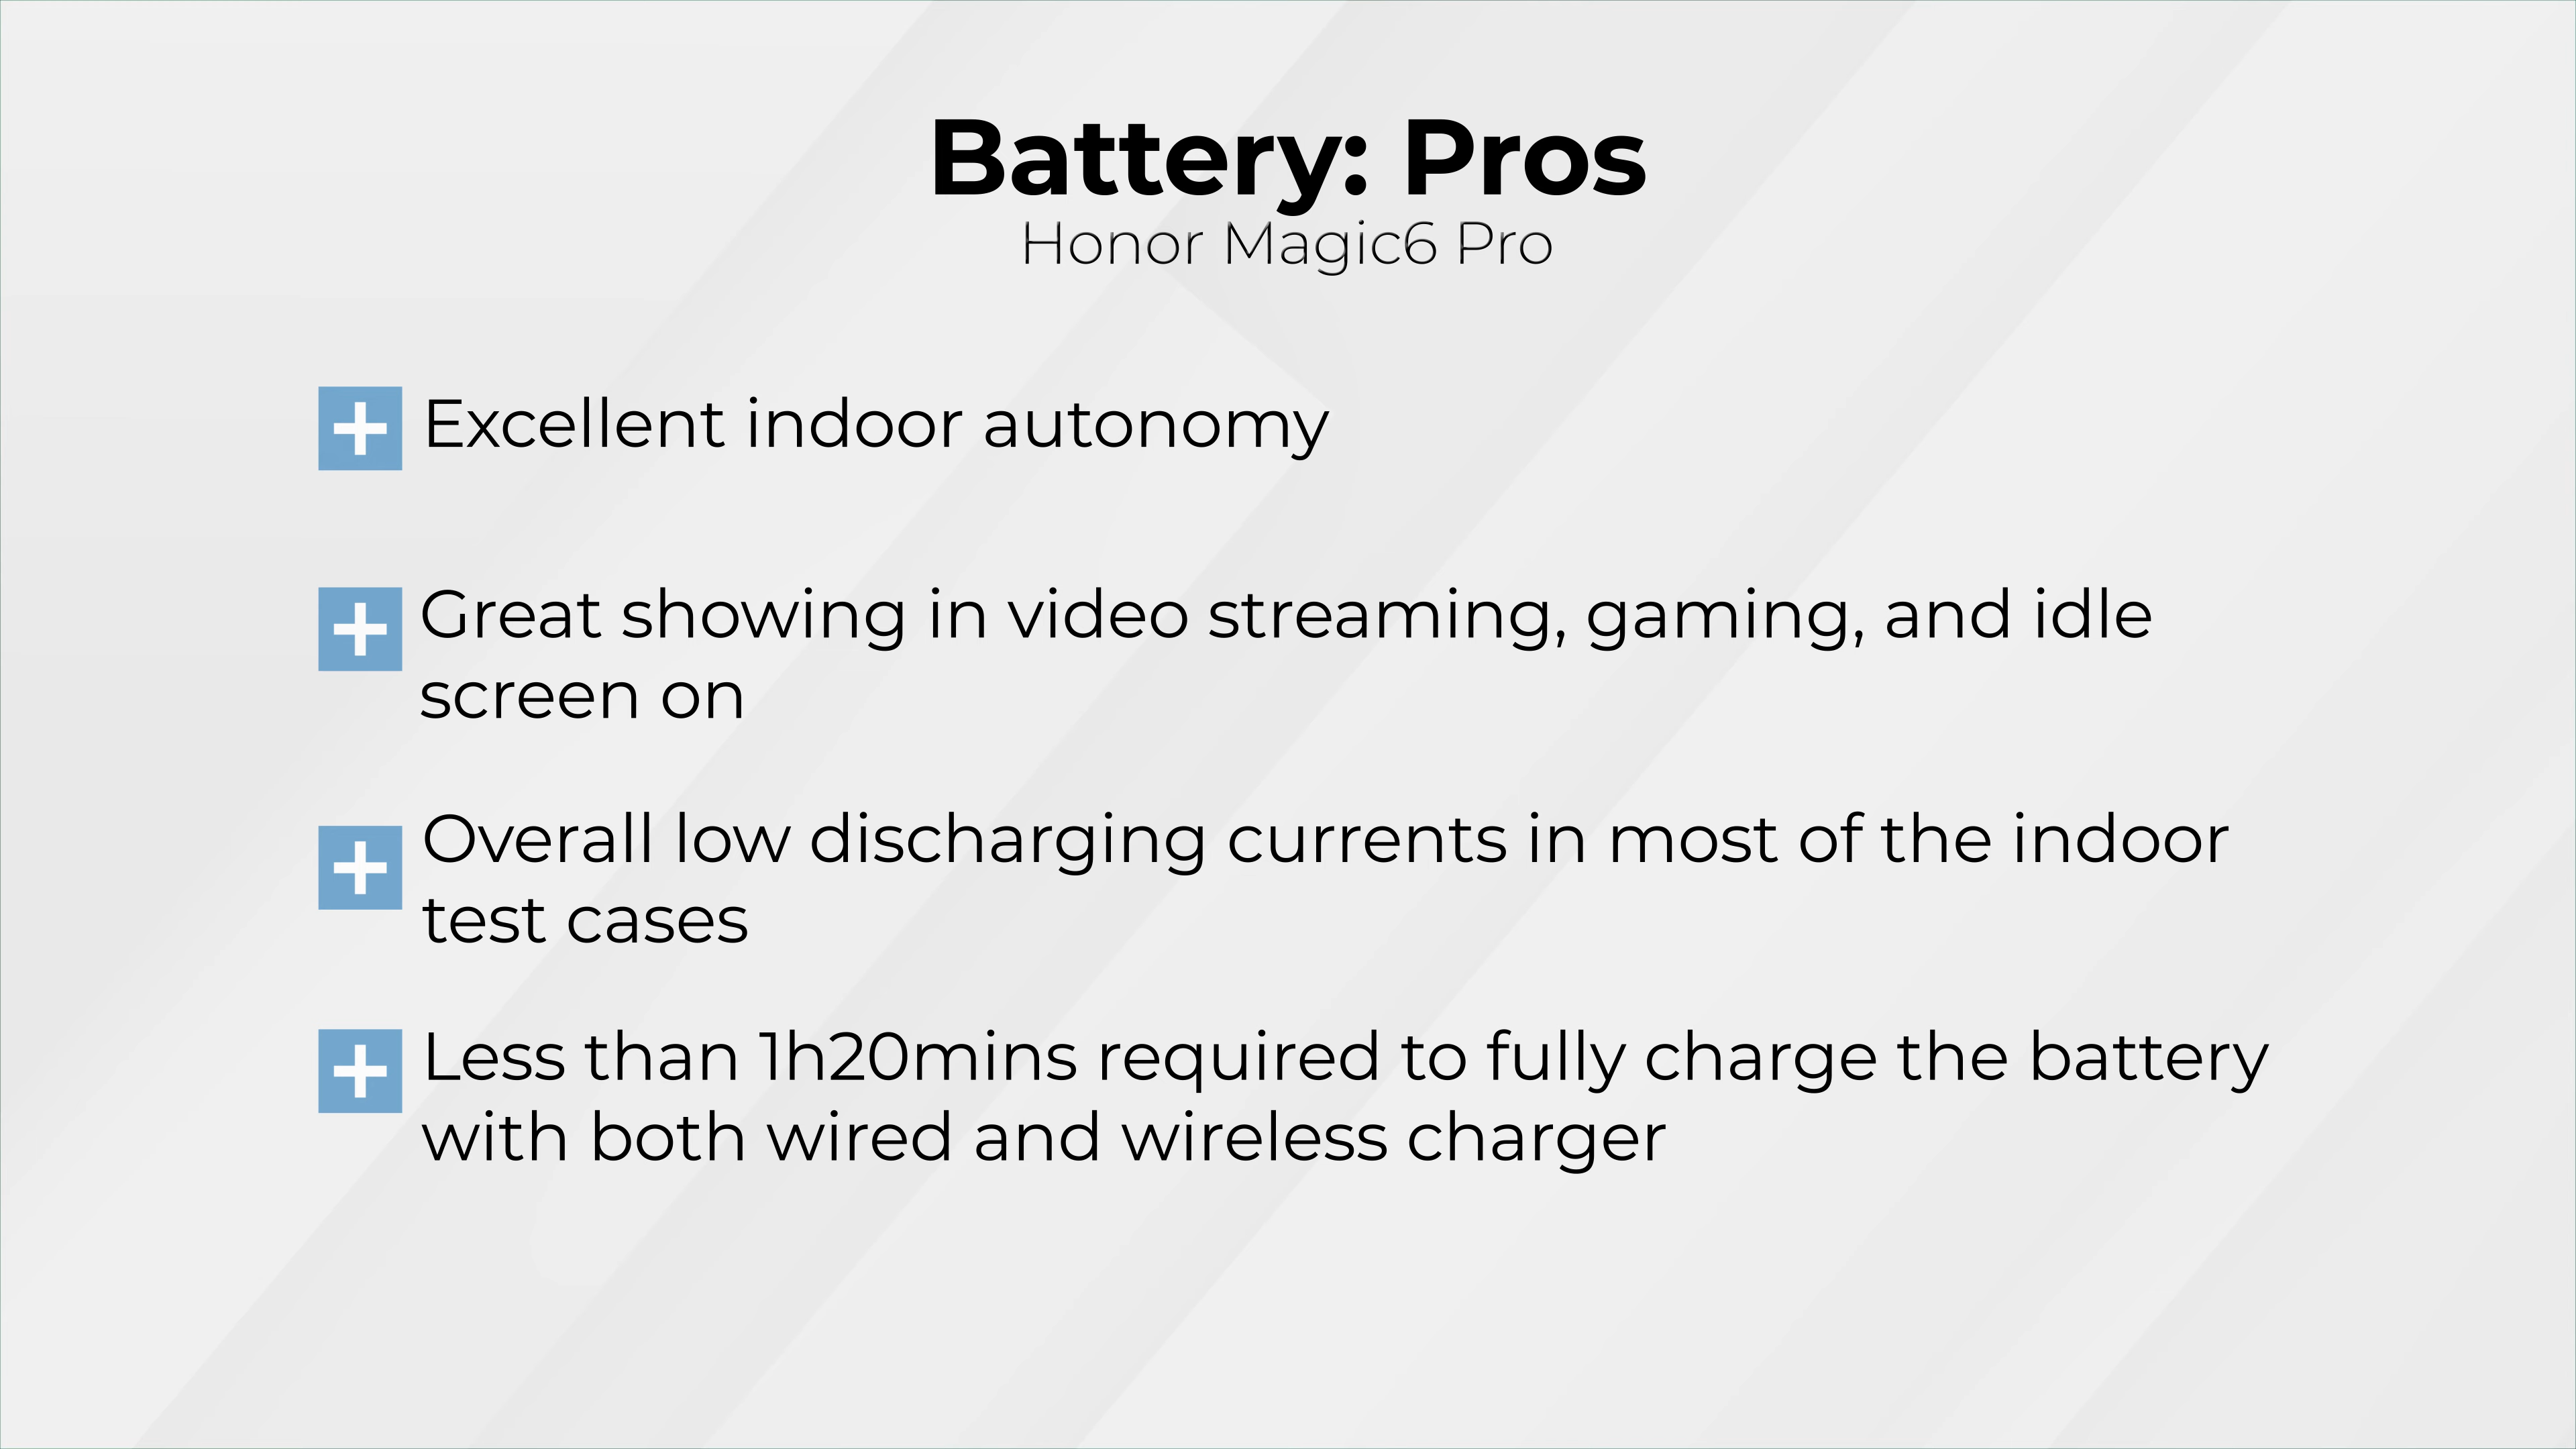 Battery: Pros
Honor Magic6 Pro
Excellent indoor autonomy
Great showing in video streaming, gaming, and idle
screen on
Overall low discharging currents in most of the indoor
test cases
Less than 1h20mins required to fully charge the battery
with both wired and wireless charger